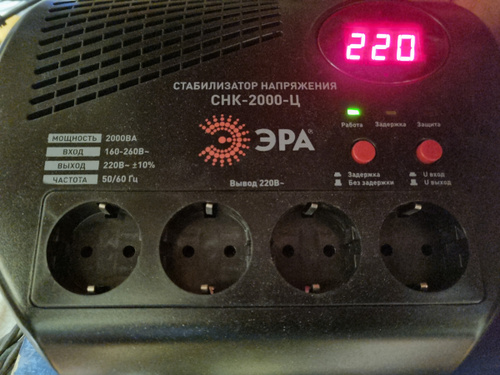 220
СТАБИЛИЗАТОР НАПРЯЖЕНИЯ
СНК-2000-Ц
ЭРА®
Работа Задержка Защита
МОЩНОСТЬ 2000ВА
ВХОД 160-260В~
ВЫХОД 220В~ ±10%
ЧАСТОТА 50/60 Гц
Вывод 220В~
Задержка U вход
Без задержки U выход